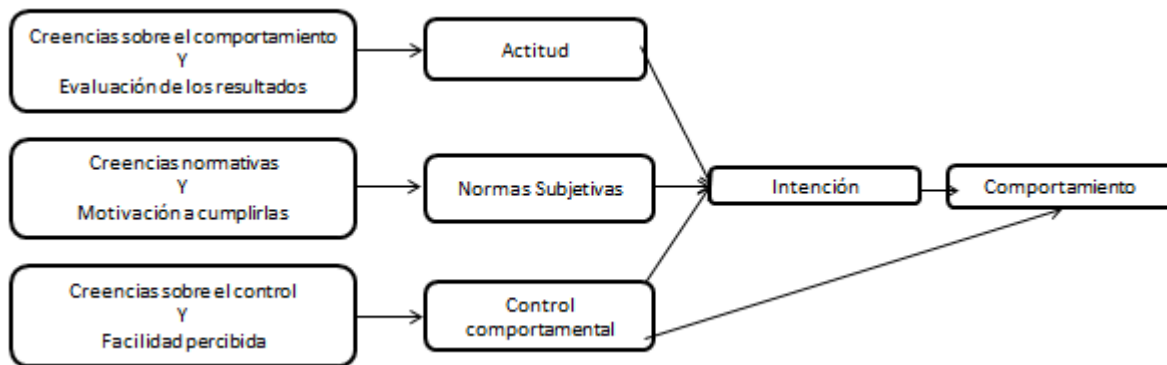 Creencias sobre el comportamiento
Y
Evaluación de los resultados
Actitud
Creencias normativas
Y
Motivación a cumplirlas
Normas Subjetivas
Intención
Comportamiento
Creencias sobre el control
Y
Facilidad percibida
Control
comportamental